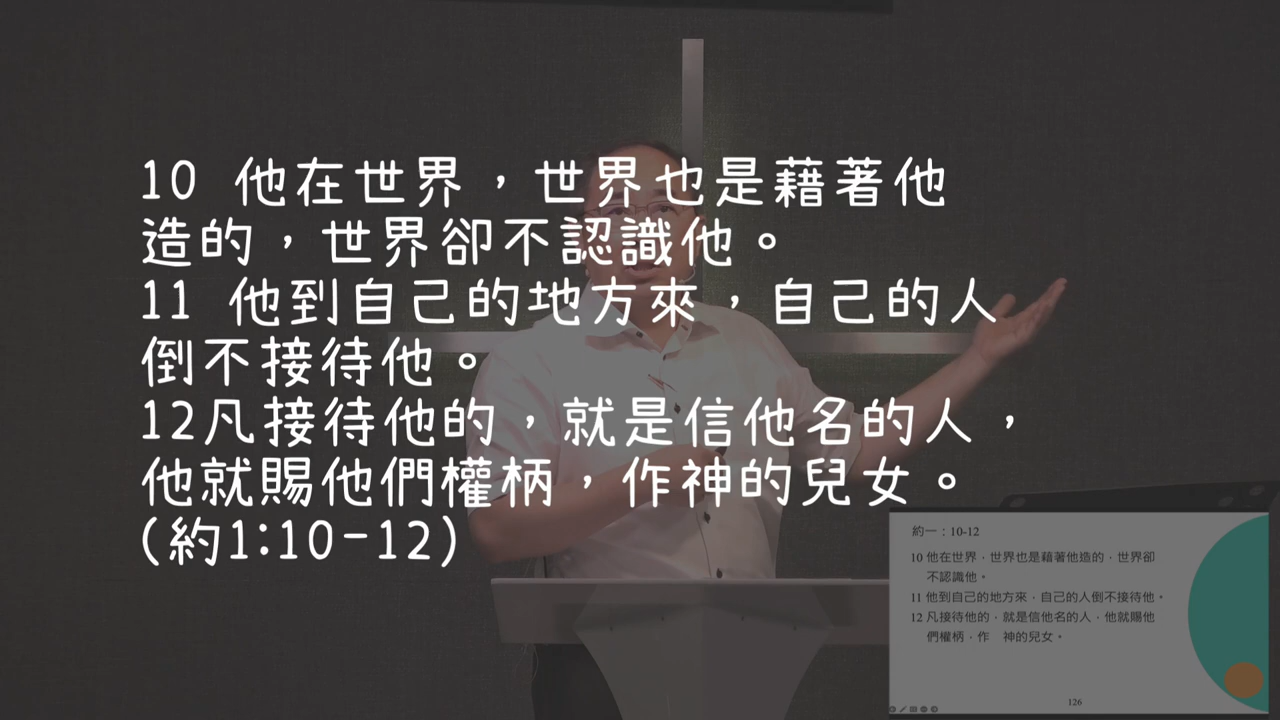 10 他在世界，世界也是藉著他
造的，世界卻不認識他。
11 他到自己的地方來，自己的人
倒不接待他。
12凡接待他的，就是信他名的人，
他就賜他們權柄，作神的兒女。
(約1:10-12)
約一：10-12
10 他在世界，世界也是藉著他造的，世界卻
不認識他。
11 他到自己的地方來，自己的人倒不接待他。
12 凡接待他的，就是信他名的人，他就賜他
們權柄，作　神的兒女。
126